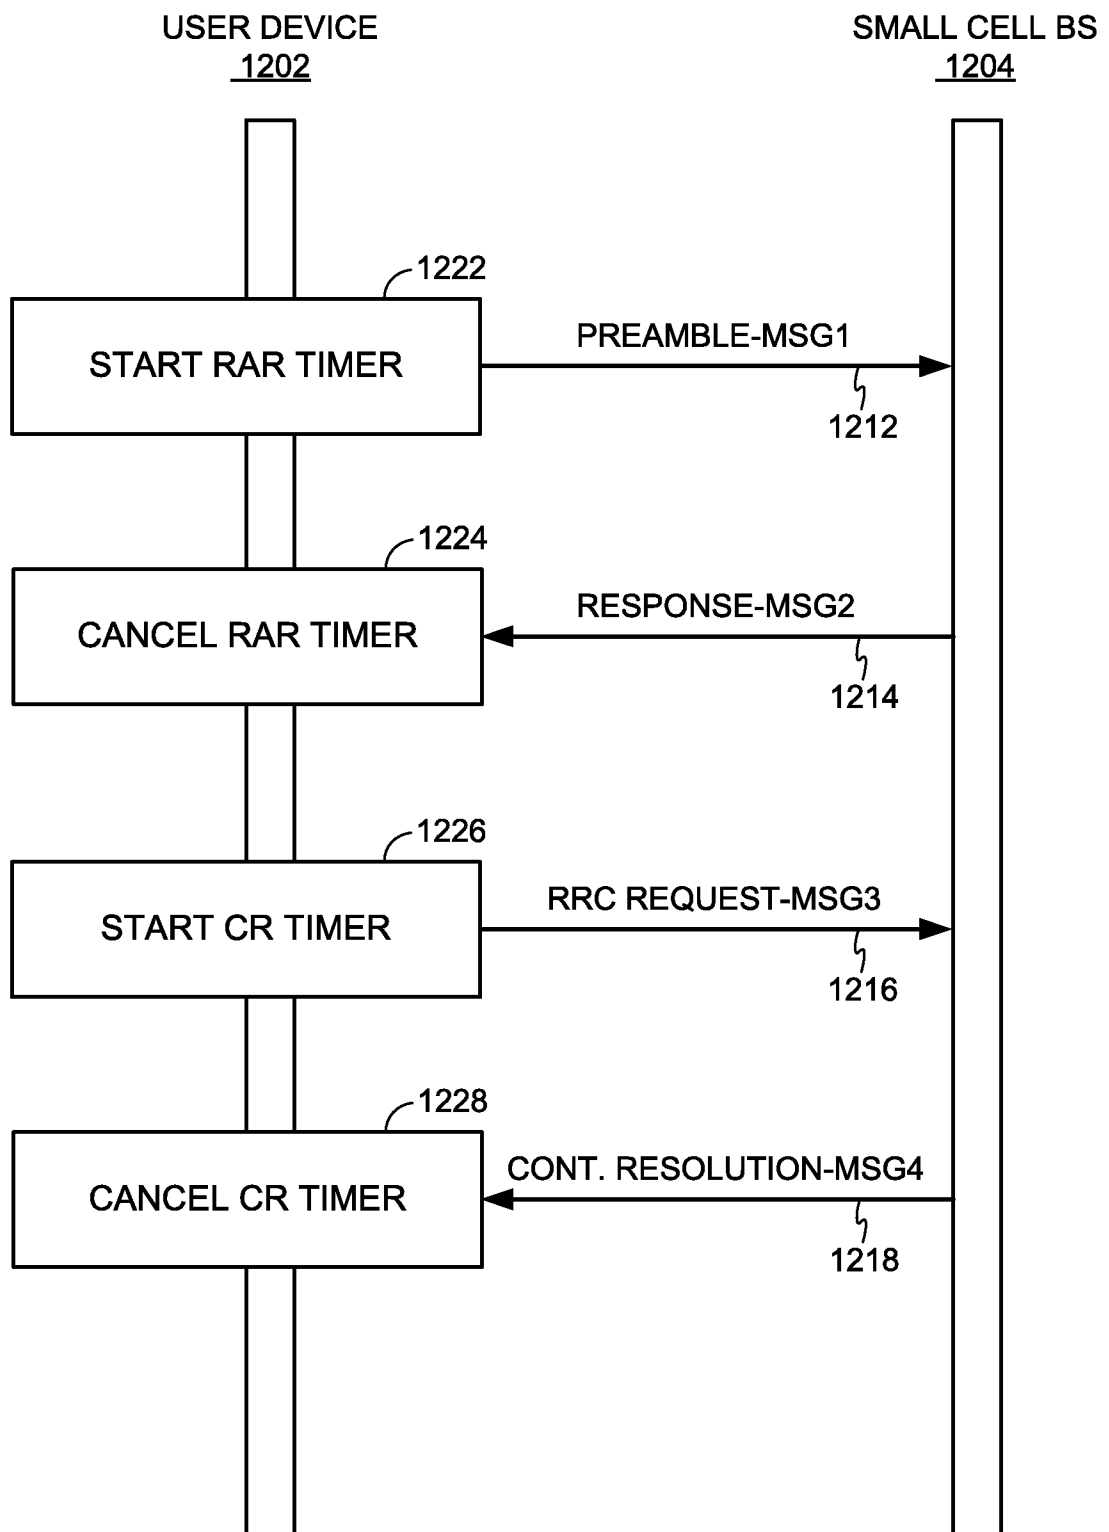 USER DEVICE
1202
SMALL CELL BS
1204
1222
START RAR TIMER
PREAMBLE-MSG1
1212
1224
CANCEL RAR TIMER
RESPONSE-MSG2
1214
1226
START CR TIMER
RRC REQUEST-MSG3
1216
1228
CANCEL CR TIMER
CONT. RESOLUTION-MSG4
1218